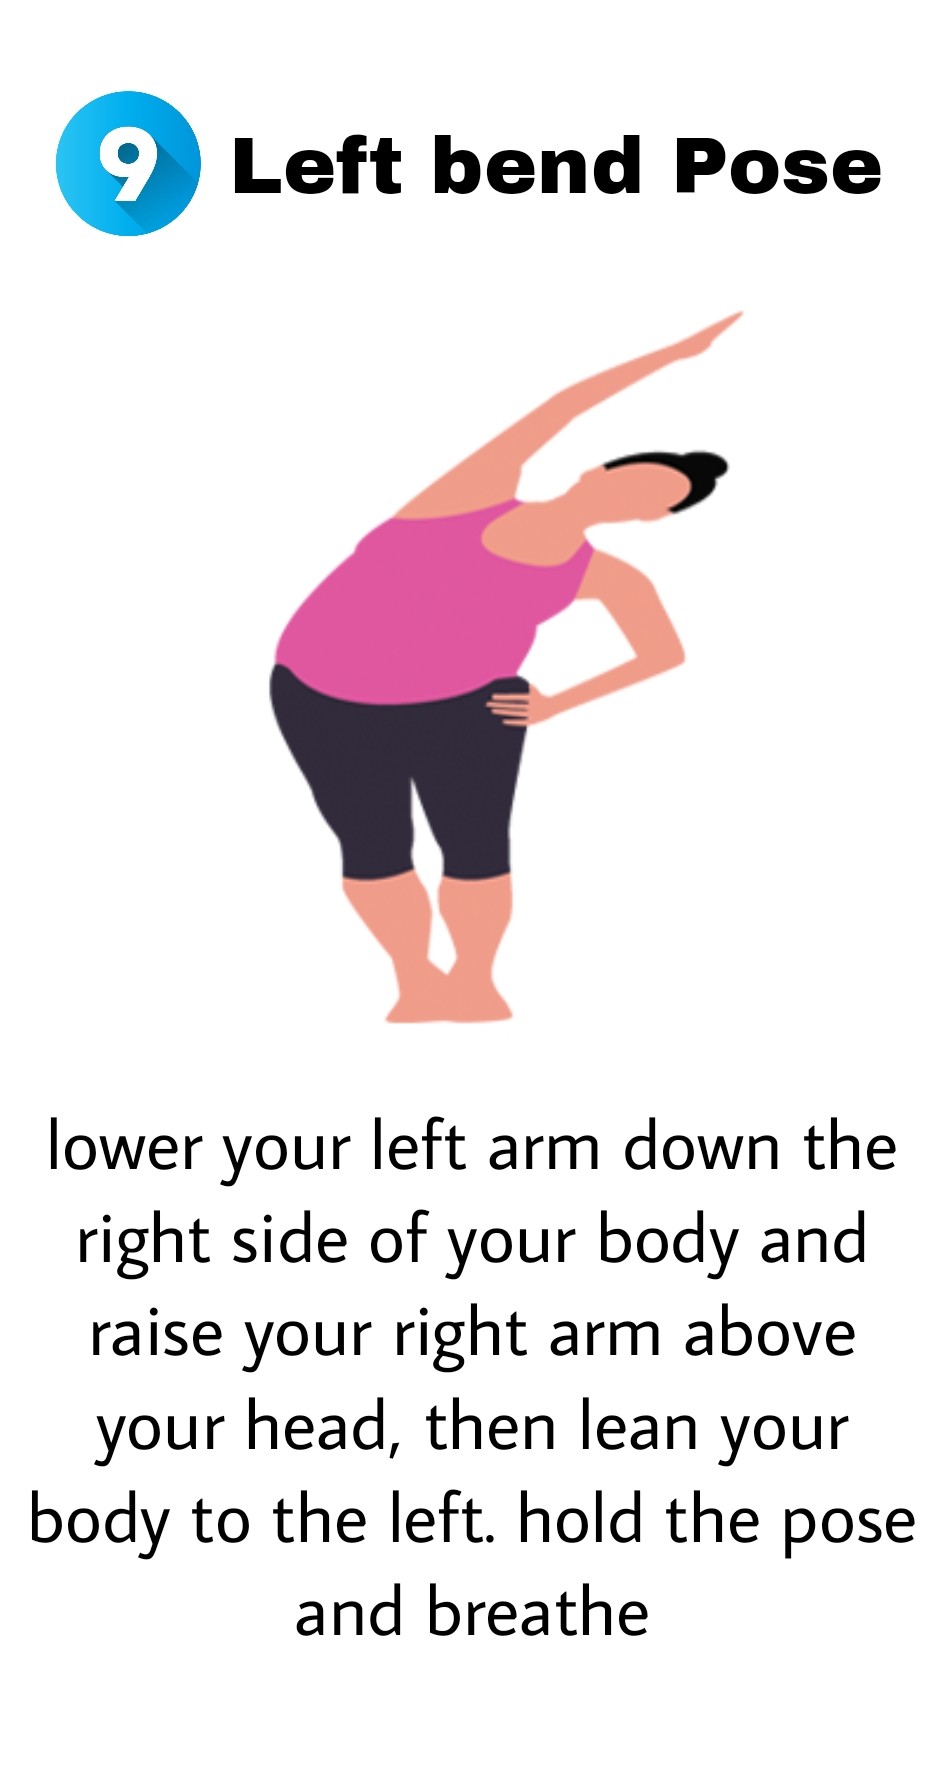 9 Left bend Pose
lower your left arm down the
right side of your body and
raise your right arm above
your head, then lean your
body to the left. hold the pose
and breathe